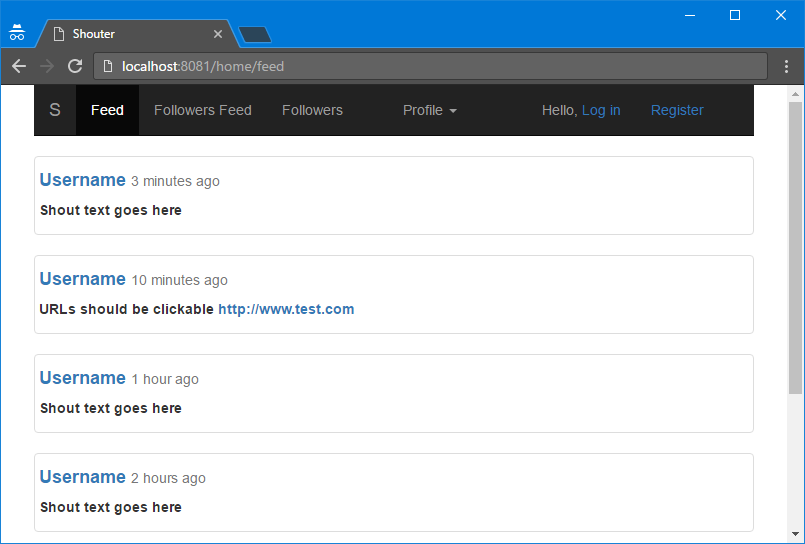 Shouter
localhost:8081/home/feed
S Feed Followers Feed Followers Profile Hello, Log in Register
Username 3 minutes ago
Shout text goes here
Username 10 minutes ago
URLs should be clickable http://www.test.com
Username 1 hour ago
Shout text goes here
Username 2 hours ago
Shout text goes here